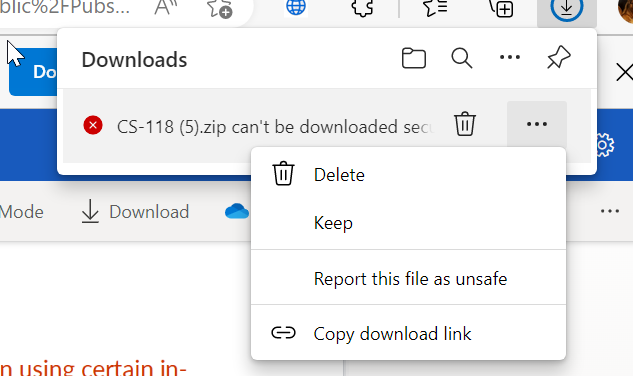 blic%2FPubs...
Downloads
Do
CS-118 (5).zip can't be downloaded secu
Delete
Mode
Download
Keep
Report this file as unsafe
Copy download link
n using certain in-